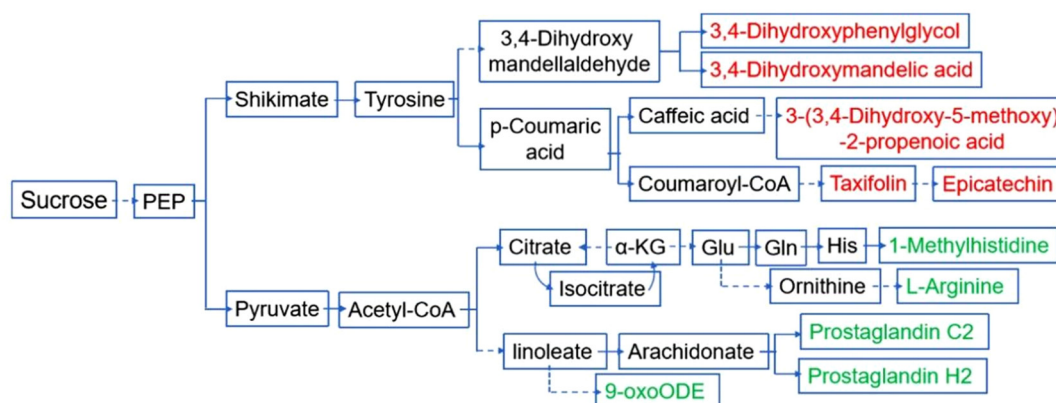 3,4-Dihydroxy
mandellaldehyde
3,4-Dihydroxyphenylglycol
3,4-Dihydroxymandelic acid
Shikimate
Tyrosine
p-Coumaric
acid
Caffeic acid
3-(3,4-Dihydroxy-5-methoxy)
-2-propenoic acid
Coumaroyl-CoA
Taxifolin
Epicatechin
Sucrose
PEP
Citrate
α-KG
Glu
Gln
His
1-Methylhistidine
Isocitrate
Ornithine
L-Arginine
Pyruvate
Acetyl-CoA
linoleate
Arachidonate
Prostaglandin C2
Prostaglandin H2
9-oxoODE